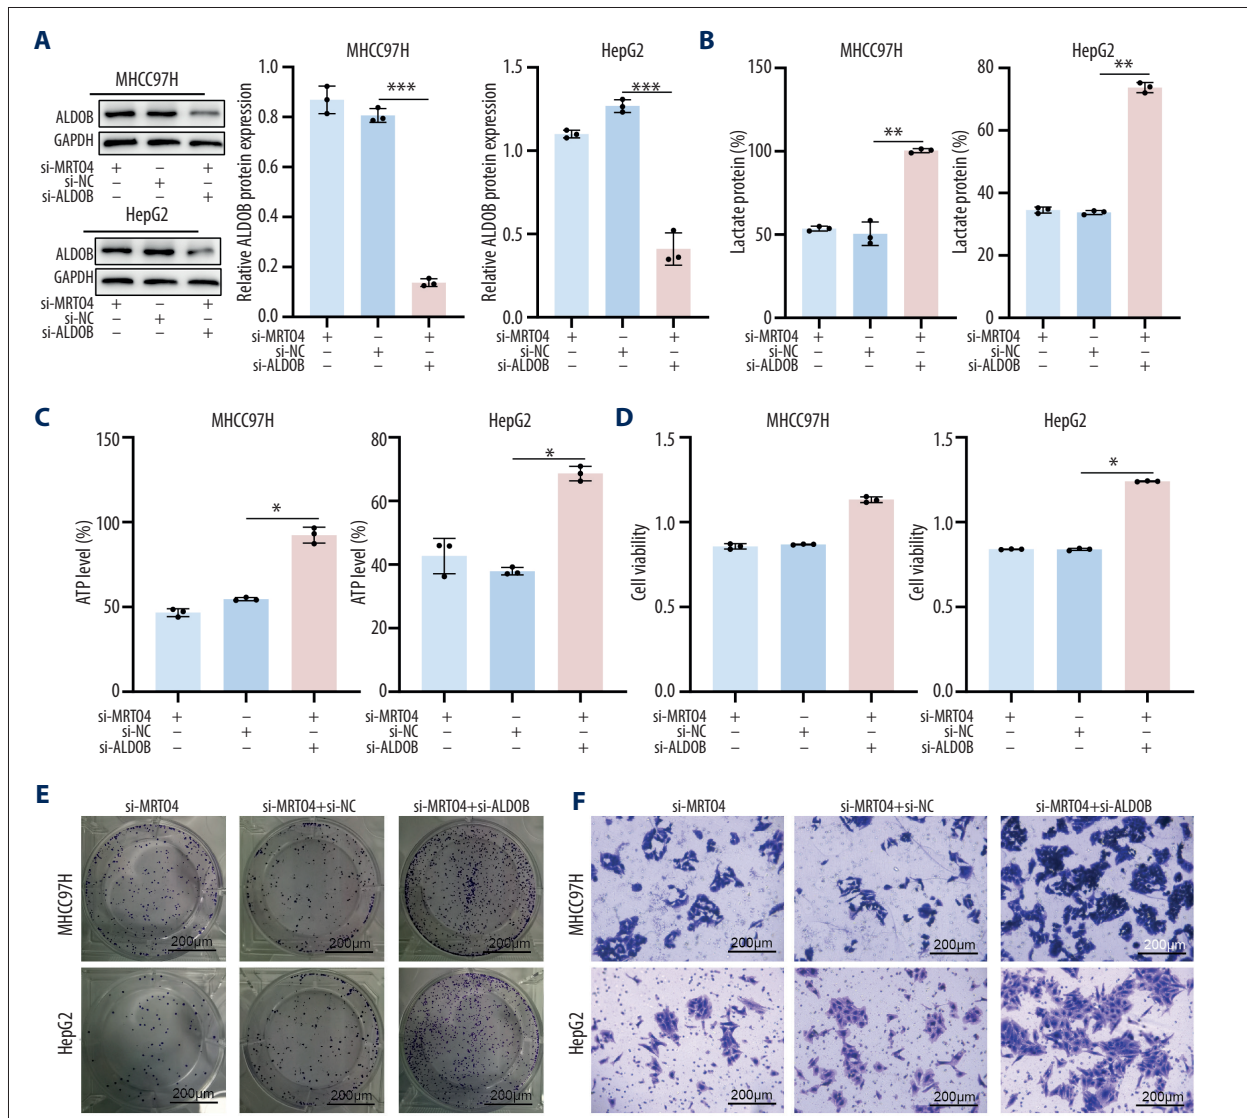 A
MHCC97H
ALDOB
GAPDH
si-MRTO4 + − +
si-NC − + −
si-ALDOB − − +
HepG2
ALDOB
GAPDH
si-MRTO4 + − +
si-NC − + −
si-ALDOB − − +
MHCC97H
Relative ALDOB protein expression
1.0
0.8
0.6
0.4
0.2
0.0
***
si-MRTO4 + − +
si-NC − + −
si-ALDOB − − +
HepG2
Relative ALDOB protein expression
1.5
1.0
0.5
0.0
***
si-MRTO4 + − +
si-NC − + −
si-ALDOB − − +
B
MHCC97H
Lactate protein (%)
150
100
50
0
**
si-MRTO4 + − +
si-NC − + −
si-ALDOB − − +
HepG2
Lactate protein (%)
80
60
40
20
0
**
si-MRTO4 + − +
si-NC − + −
si-ALDOB − − +
C
MHCC97H
ATP level (%)
150
100
50
0
*
si-MRTO4 + − +
si-NC − + −
si-ALDOB − − +
HepG2
ATP level (%)
80
60
40
20
0
*
si-MRTO4 + − +
si-NC − + −
si-ALDOB − − +
D
MHCC97H
Cell viability
1.5
1.0
0.5
0.0
si-MRTO4 + − +
si-NC − + −
si-ALDOB − − +
HepG2
Cell viability
1.5
1.0
0.5
0.0
*
si-MRTO4 + − +
si-NC − + −
si-ALDOB − − +
E
si-MRTO4 si-MRTO4+si-NC si-MRTO4+si-ALDOB
MHCC97H
200μm 200μm 200μm
HepG2
200μm 200μm 200μm
F
si-MRTO4 si-MRTO4+si-NC si-MRTO4+si-ALDOB
MHCC97H
200μm 200μm 200μm
HepG2
200μm 200μm 200μm